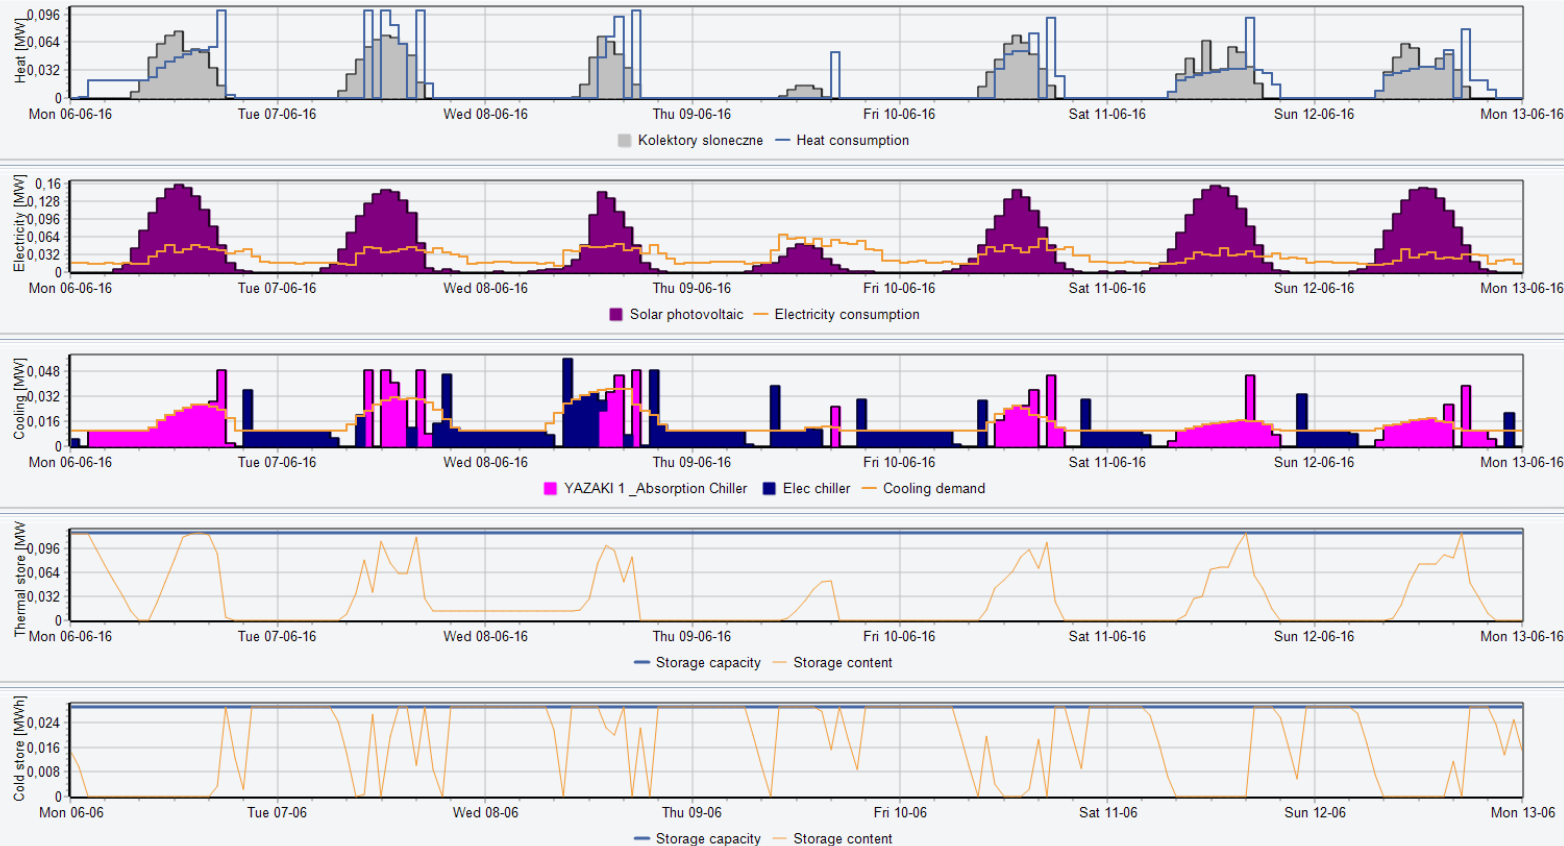 Heat [MW]
0,096
0,064
0,032
0
Mon 06-06-16 Tue 07-06-16 Wed 08-06-16 Thu 09-06-16 Fri 10-06-16 Sat 11-06-16 Sun 12-06-16 Mon 13-06-16
Kolektory sloneczne Heat consumption
Electricity [MW]
0,16
0,128
0,096
0,064
0,032
0
Mon 06-06-16 Tue 07-06-16 Wed 08-06-16 Thu 09-06-16 Fri 10-06-16 Sat 11-06-16 Sun 12-06-16 Mon 13-06-16
Solar photovoltaic Electricity consumption
Cooling [MW]
0,048
0,032
0,016
0
Mon 06-06-16 Tue 07-06-16 Wed 08-06-16 Thu 09-06-16 Fri 10-06-16 Sat 11-06-16 Sun 12-06-16 Mon 13-06-16
YAZAKI 1 _Absorption Chiller Elec chiller Cooling demand
Thermal store [MW
0,096
0,064
0,032
0
Mon 06-06-16 Tue 07-06-16 Wed 08-06-16 Thu 09-06-16 Fri 10-06-16 Sat 11-06-16 Sun 12-06-16 Mon 13-06-16
Storage capacity Storage content
Cold store [MWh]
0,024
0,016
0,008
0
Mon 06-06 Tue 07-06 Wed 08-06 Thu 09-06 Fri 10-06 Sat 11-06 Sun 12-06 Mon 13-06
Storage capacity Storage content